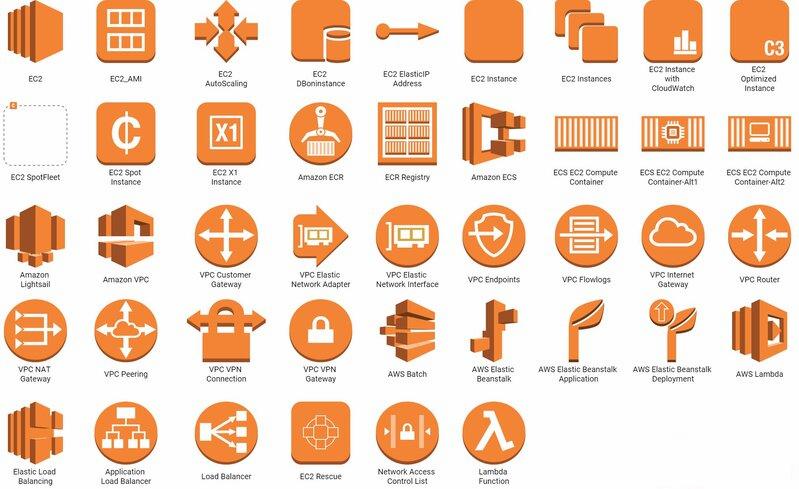 EC2
EC2_AMI
EC2
AutoScaling
EC2
DBoninstance
EC2 ElasticIP
Address
EC2 Instance
EC2 Instances
EC2 Instance
with
CloudWatch
C3
EC2
Optimized
Instance
C
EC2 SpotFleet
EC2 Spot
Instance
X1
EC2 X1
Instance
Amazon ECR
ECR Registry
Amazon ECS
ECS EC2 Compute
Container
ECS EC2 Compute
Container-Alt1
ECS EC2 Compute
Container-Alt2
Amazon
Lightsail
Amazon VPC
VPC Customer
Gateway
VPC Elastic
Network Adapter
VPC Elastic
Network Interface
VPC Endpoints
VPC Flowlogs
VPC Internet
Gateway
VPC Router
VPC NAT
Gateway
VPC Peering
VPC VPN
Connection
VPC VPN
Gateway
AWS Batch
AWS Elastic
Beanstalk
AWS Elastic Beanstalk
Application
AWS Elastic Beanstalk
Deployment
AWS Lambda
Elastic Load
Balancing
Application
Load Balancer
Load Balancer
EC2 Rescue
Network Access
Control List
λ
Lambda
Function